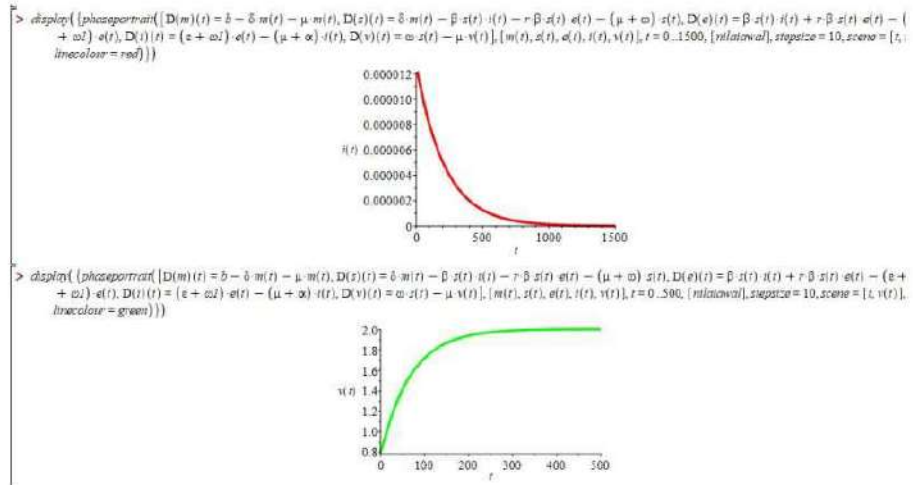 > display({phaseportrait([D(m)(t) = b − δ·m(t) − μ·m(t), D(s)(t) = δ·m(t) − β·s(t)·i(t) − r·β·s(t)·e(t) − (μ + ω)·s(t), D(e)(t) = β·s(t)·i(t) + r·β·s(t)·e(t) − (
+ ω1)·e(t), D(i)(t) = (ε + ω1)·e(t) − (μ + α)·i(t), D(v)(t) = ω·s(t) − μ·v(t)], [m(t), s(t), e(t), i(t), v(t)], t = 0..1500, [nilaiawal], stepsize = 10, scene = [t,
linecolour = red)})
0.000012
0.000010
0.000008
i(t) 0.000006
0.000004
0.000002
0
0 500 1000 1500
t
> display({phaseportrait([D(m)(t) = b − δ·m(t) − μ·m(t), D(s)(t) = δ·m(t) − β·s(t)·i(t) − r·β·s(t)·e(t) − (μ + ω)·s(t), D(e)(t) = β·s(t)·i(t) + r·β·s(t)·e(t) − (ε +
+ ω1)·e(t), D(i)(t) = (ε + ω1)·e(t) − (μ + α)·i(t), D(v)(t) = ω·s(t) − μ·v(t)], [m(t), s(t), e(t), i(t), v(t)], t = 0..500, [nilaiawal], stepsize = 10, scene = [t, v(t)],
linecolour = green)})
2.0
1.8
1.6
v(t) 1.4
1.2
1.0
0.8
0 100 200 300 400 500
t